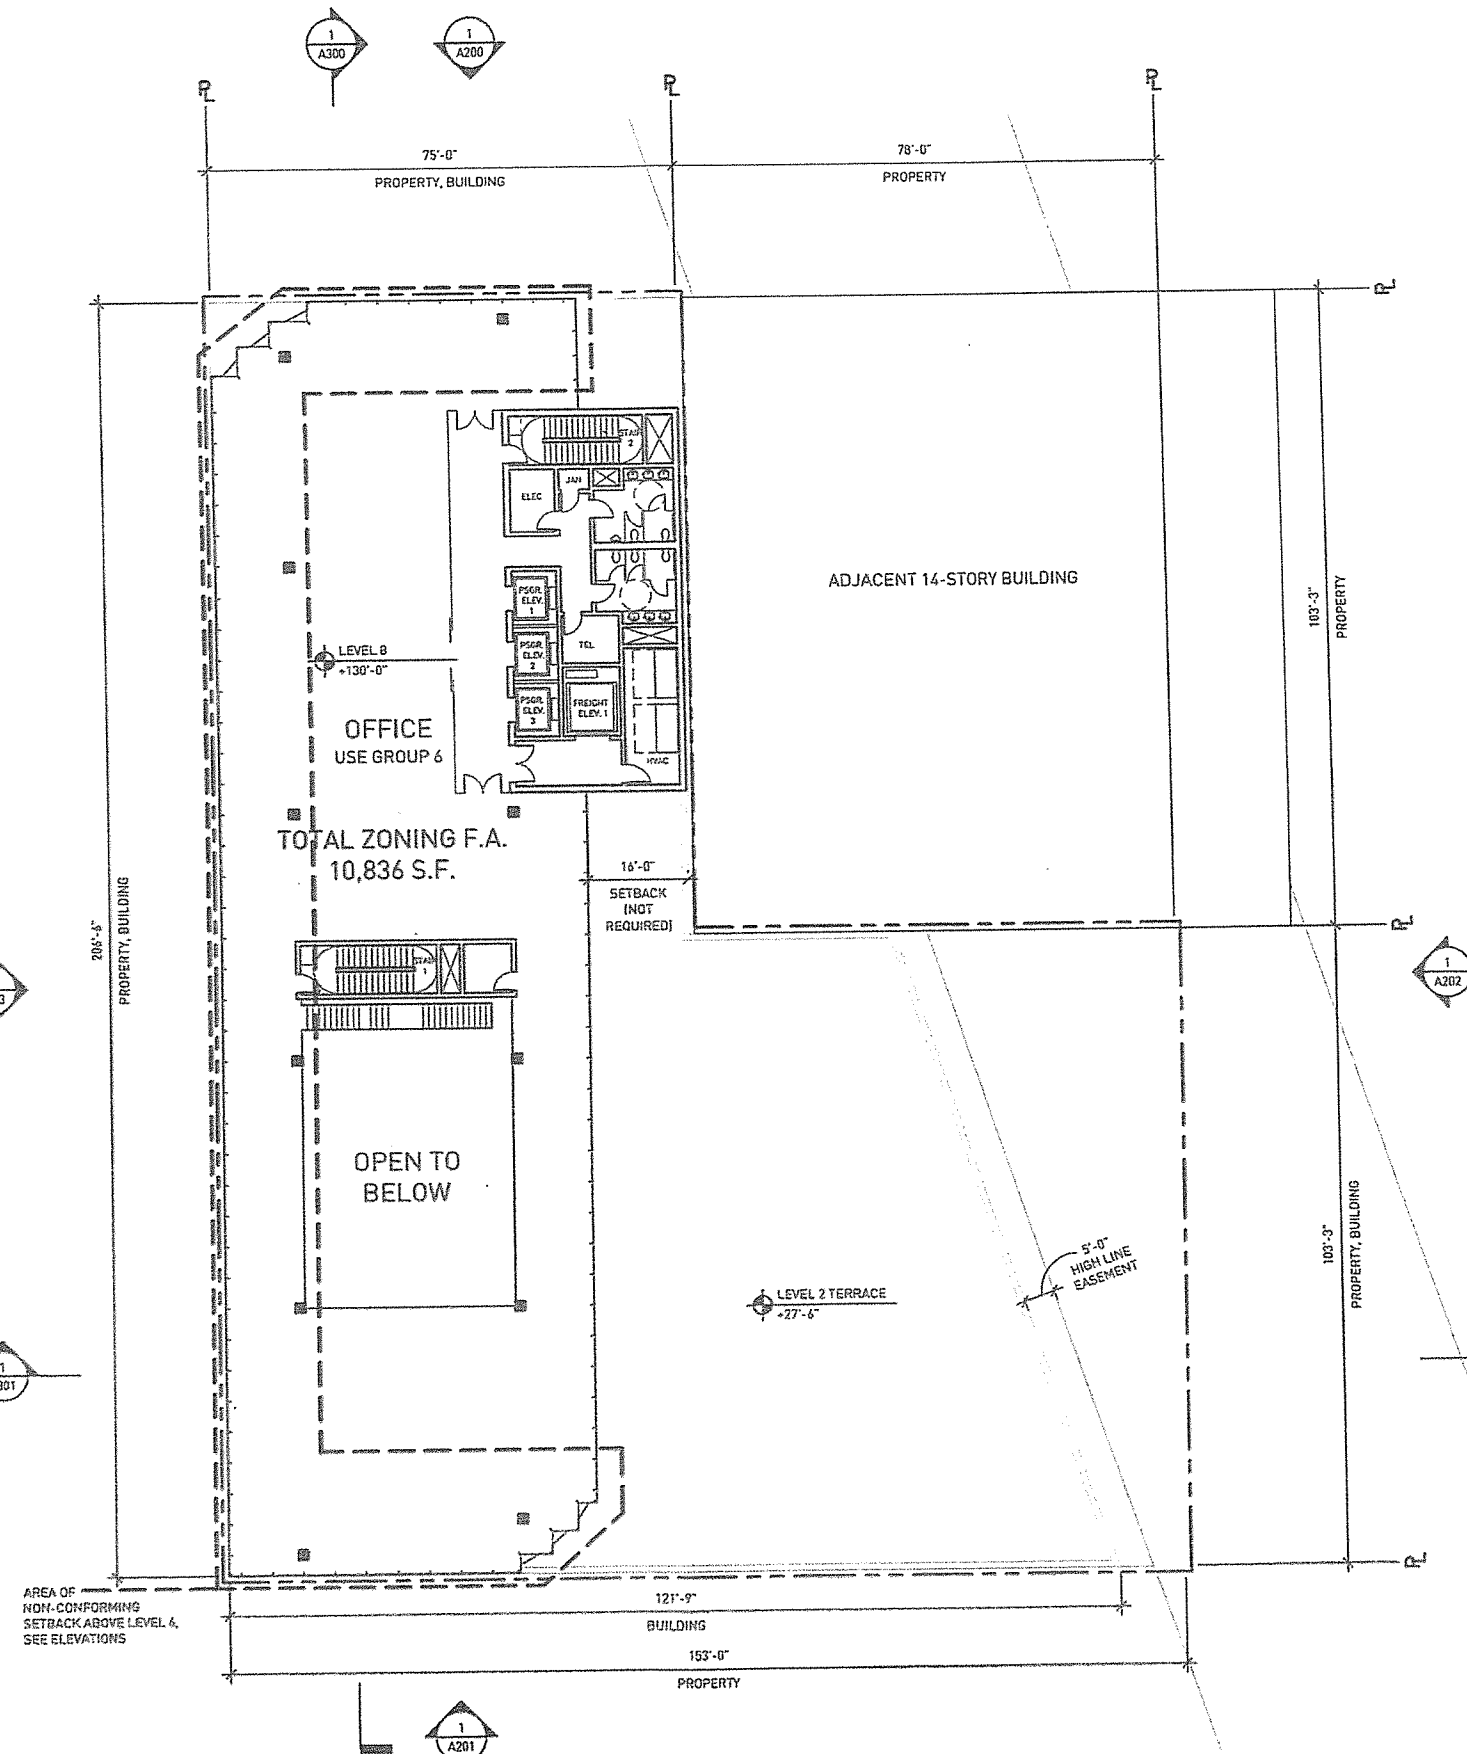 1
A300
1
A200
PL
PL
PL
75'-0"
PROPERTY, BUILDING
78'-0"
PROPERTY
PL
STAIR
2
ELEC
JAN
ADJACENT 14-STORY BUILDING
103'-3"
PROPERTY
PSGR.
ELEV.
1
PSGR.
ELEV.
2
PSGR.
ELEV.
3
TEL
FREIGHT
ELEV. 1
HVAC
LEVEL 8
+130'-0"
OFFICE
USE GROUP 6
TOTAL ZONING F.A.
10,836 S.F.
16'-0"
SETBACK
(NOT
REQUIRED)
206'-6"
PROPERTY, BUILDING
PL
STAIR
1
3
1
A202
OPEN TO
BELOW
5'-0"
HIGH LINE
EASEMENT
103'-3"
PROPERTY, BUILDING
LEVEL 2 TERRACE
+27'-6"
1
301
PL
AREA OF
NON-CONFORMING
SETBACK ABOVE LEVEL 6,
SEE ELEVATIONS
121'-9"
BUILDING
153'-0"
PROPERTY
1
A201